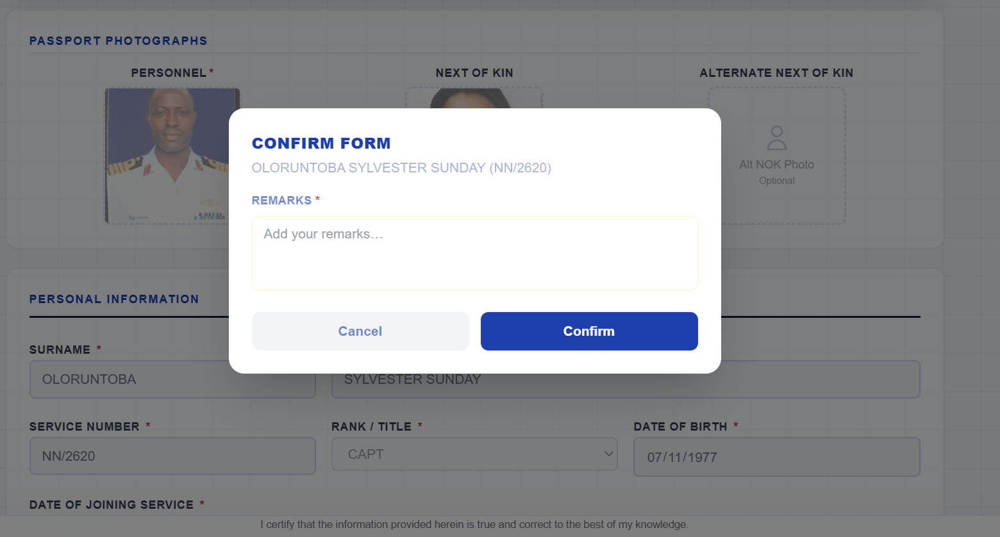 PASSPORT PHOTOGRAPHS
PERSONNEL *
NEXT OF KIN
ALTERNATE NEXT OF KIN
Alt NOK Photo
Optional
CONFIRM FORM
OLORUNTOBA SYLVESTER SUNDAY (NN/2620)
REMARKS *
Add your remarks…
Cancel
Confirm
PERSONAL INFORMATION
SURNAME *
OLORUNTOBA
SYLVESTER SUNDAY
SERVICE NUMBER *
RANK / TITLE *
DATE OF BIRTH *
NN/2620
CAPT
07/11/1977
DATE OF JOINING SERVICE *
I certify that the information provided herein is true and correct to the best of my knowledge.